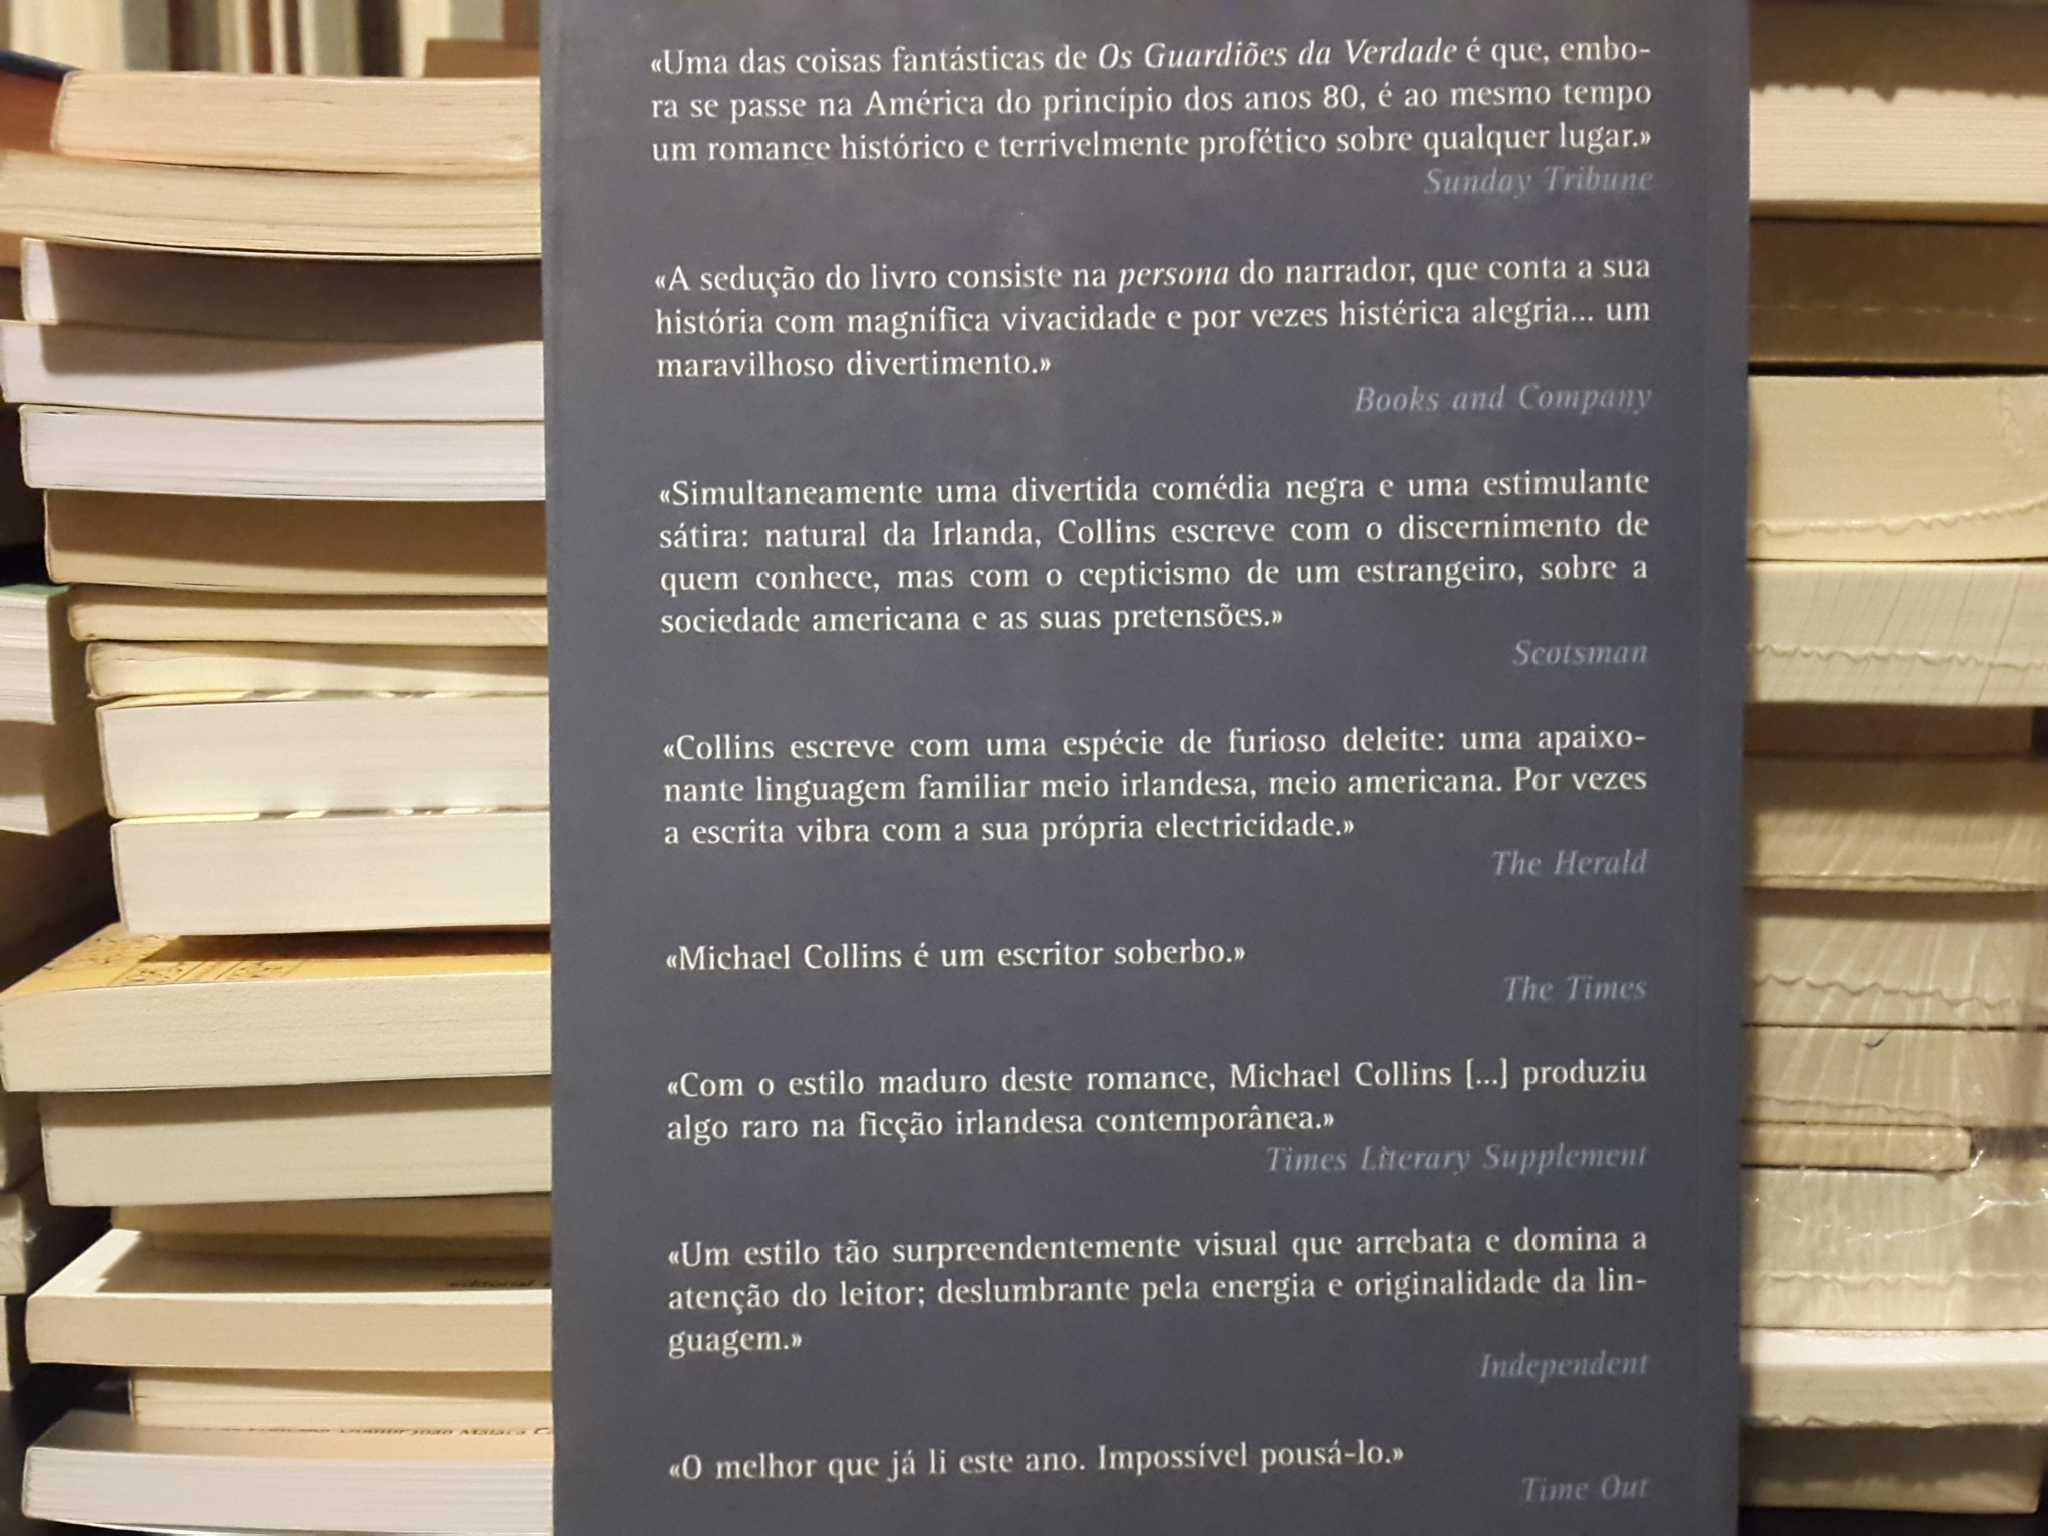 «Uma das coisas fantásticas de Os Guardiões da Verdade é que, embo-
ra se passe na América do princípio dos anos 80, é ao mesmo tempo
um romance histórico e terrivelmente profético sobre qualquer lugar.»
Sunday Tribune
«A sedução do livro consiste na persona do narrador, que conta a sua
história com magnífica vivacidade e por vezes histérica alegria... um
maravilhoso divertimento.»
Books and Company
«Simultaneamente uma divertida comédia negra e uma estimulante
sátira: natural da Irlanda, Collins escreve com o discernimento de
quem conhece, mas com o cepticismo de um estrangeiro, sobre a
sociedade americana e as suas pretensões.»
Scotsman
«Collins escreve com uma espécie de furioso deleite: uma apaixo-
nante linguagem familiar meio irlandesa, meio americana. Por vezes
a escrita vibra com a sua própria electricidade.»
The Herald
«Michael Collins é um escritor soberbo.»
The Times
«Com o estilo maduro deste romance, Michael Collins [...] produziu
algo raro na ficção irlandesa contemporânea.»
Times Literary Supplement
«Um estilo tão surpreendentemente visual que arrebata e domina a
atenção do leitor; deslumbrante pela energia e originalidade da lin-
guagem.»
Independent
«O melhor que já li este ano. Impossível pousá-lo.»
Time Out
editorial